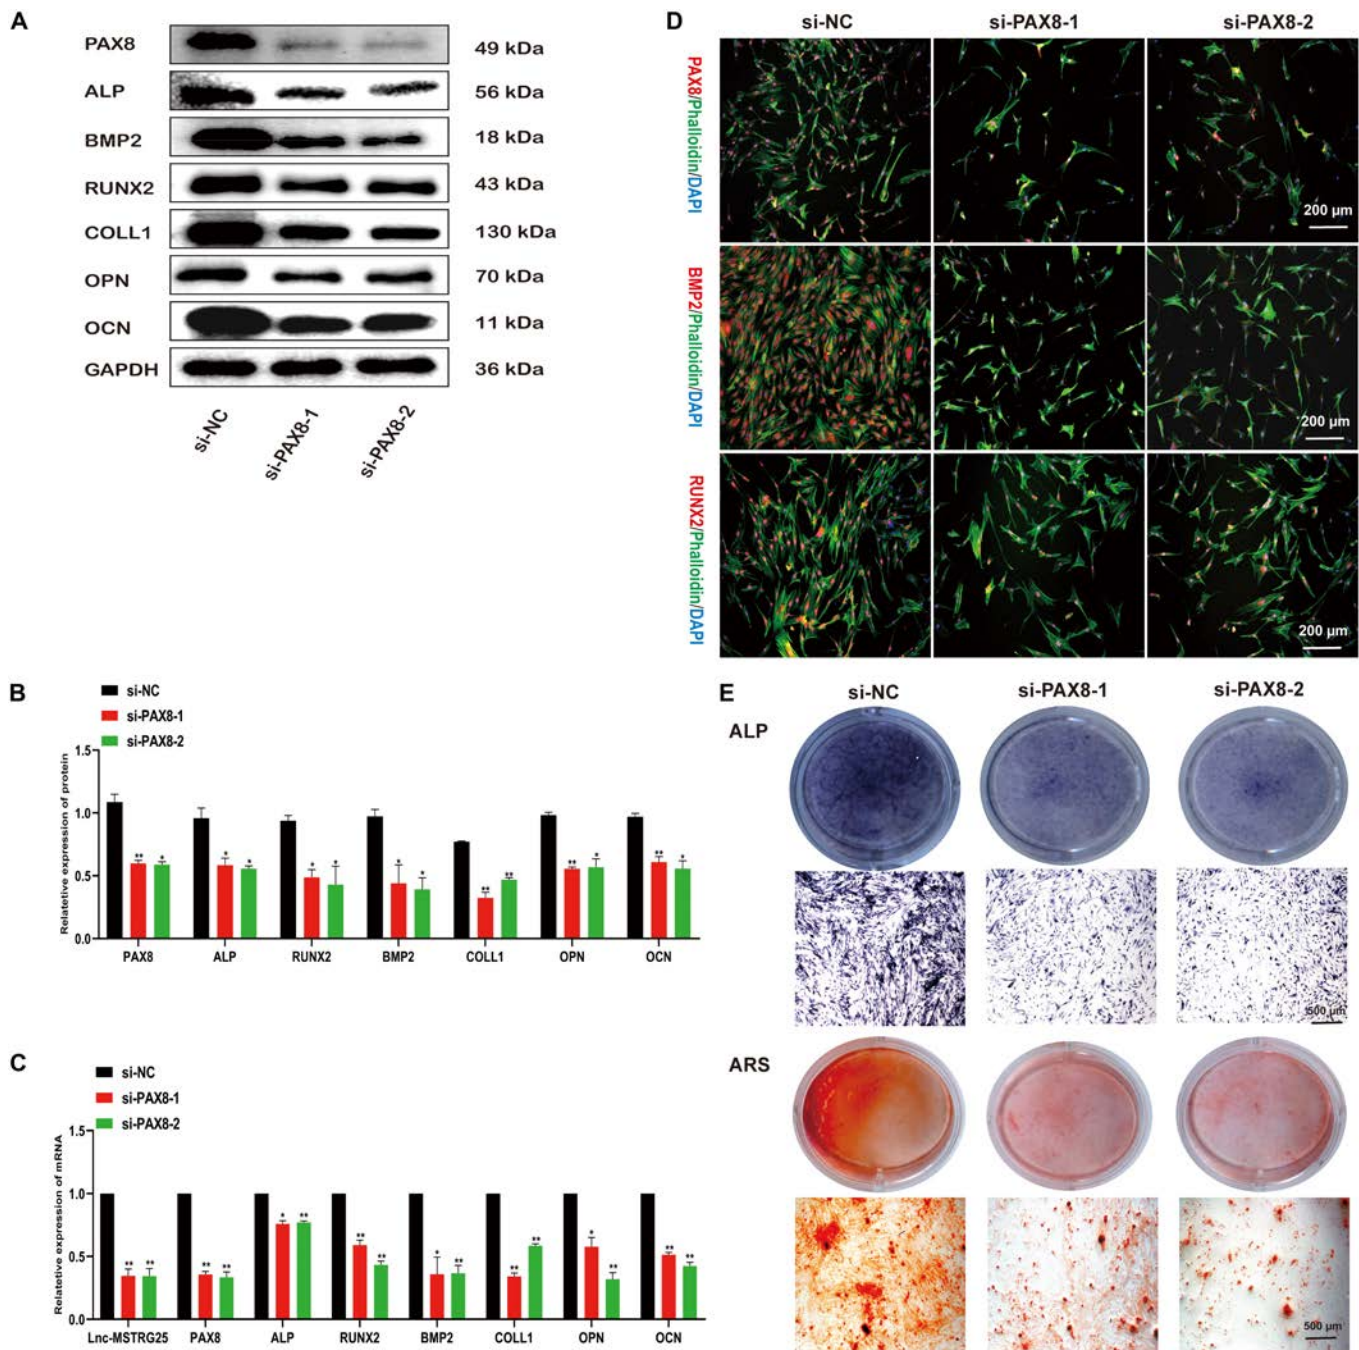 A
PAX8 49 kDa
ALP 56 kDa
BMP2 18 kDa
RUNX2 43 kDa
COLL1 130 kDa
OPN 70 kDa
OCN 11 kDa
GAPDH 36 kDa
si-NC si-PAX8-1 si-PAX8-2
D
si-NC si-PAX8-1 si-PAX8-2
PAX8/Phalloidin/DAPI
200 µm
BMP2/Phalloidin/DAPI
200 µm
RUNX2/Phalloidin/DAPI
200 µm
B
si-NC
si-PAX8-1
si-PAX8-2
Relatetive expression of protein
1.5
1.0
0.5
0.0
** * * * * * * * ** ** ** * ** *
PAX8 ALP RUNX2 BMP2 COLL1 OPN OCN
C
si-NC
si-PAX8-1
si-PAX8-2
Relatetive expression of mRNA
1.5
1.0
0.5
0.0
** ** ** ** * ** ** ** * ** ** ** * ** ** **
Lnc-MSTRG25 PAX8 ALP RUNX2 BMP2 COLL1 OPN OCN
E
si-NC si-PAX8-1 si-PAX8-2
ALP
500 µm
ARS
500 µm